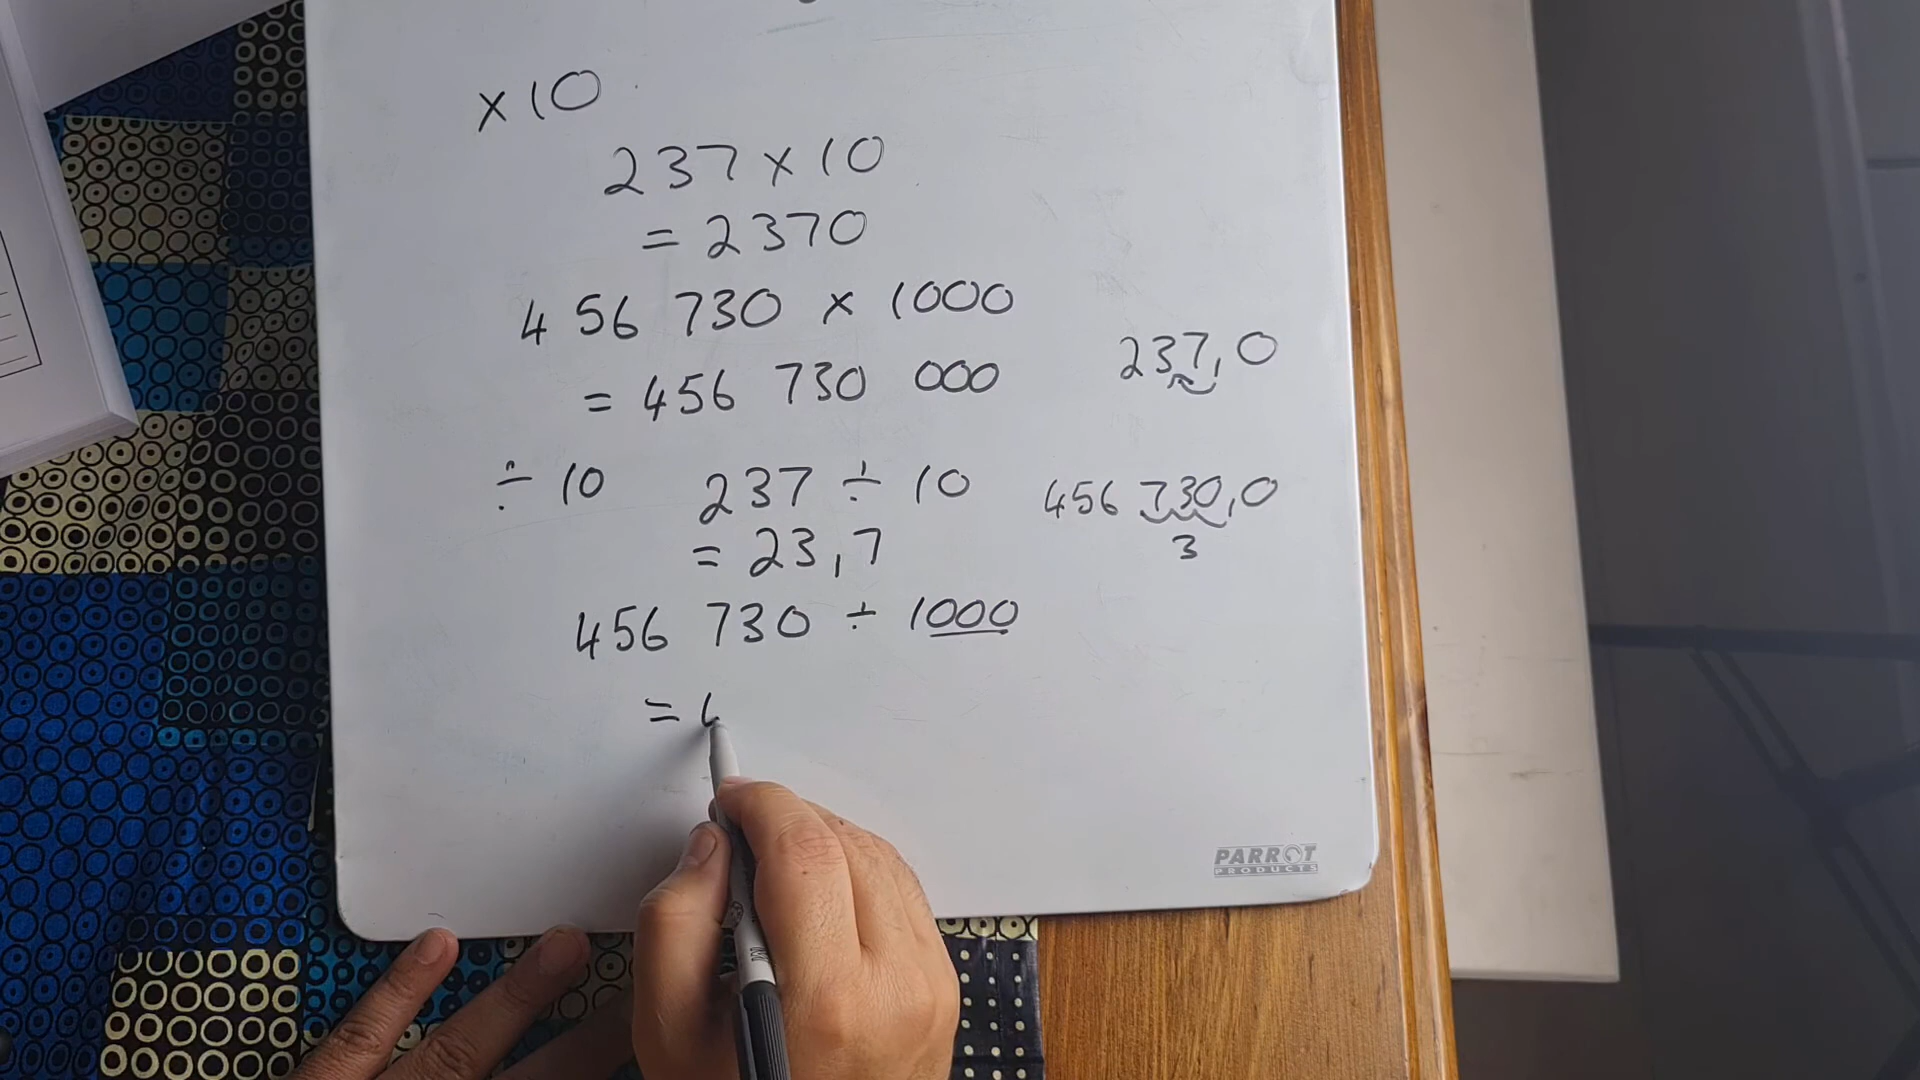 ×10
237 × 10
= 2370
456 730 × 1000
= 456 730 000
237,0
÷ 10
237 ÷ 10
= 23,7
456 730,0
3
456 730 ÷ 1000
=
PARROT
PRODUCTS